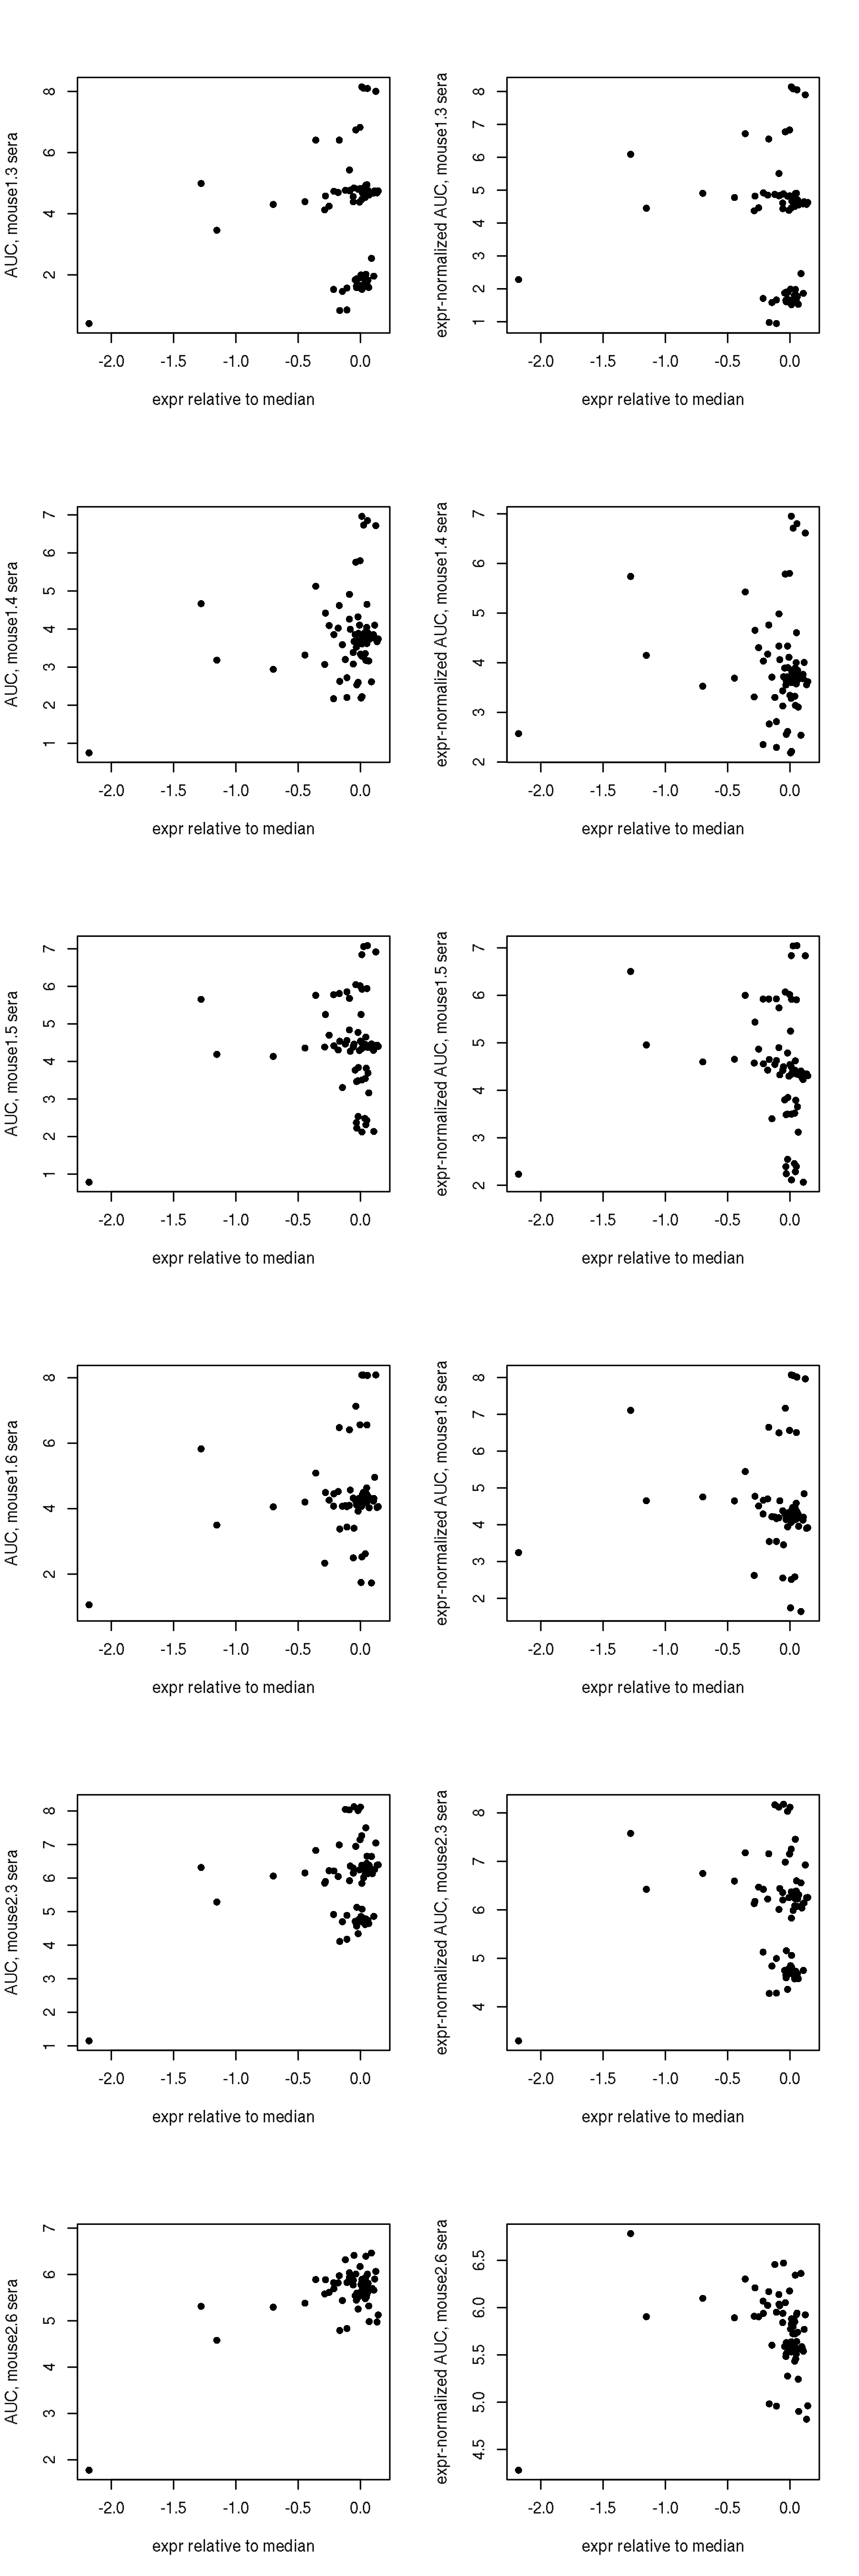 AUC, mouse1.3 sera
8
6
4
2
-2.0 -1.5 -1.0 -0.5 0.0
expr relative to median
expr-normalized AUC, mouse1.3 sera
8
7
6
5
4
3
2
1
-2.0 -1.5 -1.0 -0.5 0.0
expr relative to median
AUC, mouse1.4 sera
7
6
5
4
3
2
1
-2.0 -1.5 -1.0 -0.5 0.0
expr relative to median
expr-normalized AUC, mouse1.4 sera
7
6
5
4
3
2
-2.0 -1.5 -1.0 -0.5 0.0
expr relative to median
AUC, mouse1.5 sera
7
6
5
4
3
2
1
-2.0 -1.5 -1.0 -0.5 0.0
expr relative to median
expr-normalized AUC, mouse1.5 sera
7
6
5
4
3
2
-2.0 -1.5 -1.0 -0.5 0.0
expr relative to median
AUC, mouse1.6 sera
8
6
4
2
-2.0 -1.5 -1.0 -0.5 0.0
expr relative to median
expr-normalized AUC, mouse1.6 sera
8
7
6
5
4
3
2
-2.0 -1.5 -1.0 -0.5 0.0
expr relative to median
AUC, mouse2.3 sera
8
7
6
5
4
3
2
1
-2.0 -1.5 -1.0 -0.5 0.0
expr relative to median
expr-normalized AUC, mouse2.3 sera
8
7
6
5
4
-2.0 -1.5 -1.0 -0.5 0.0
expr relative to median
AUC, mouse2.6 sera
7
6
5
4
3
2
-2.0 -1.5 -1.0 -0.5 0.0
expr relative to median
expr-normalized AUC, mouse2.6 sera
6.5
6.0
5.5
5.0
4.5
-2.0 -1.5 -1.0 -0.5 0.0
expr relative to median